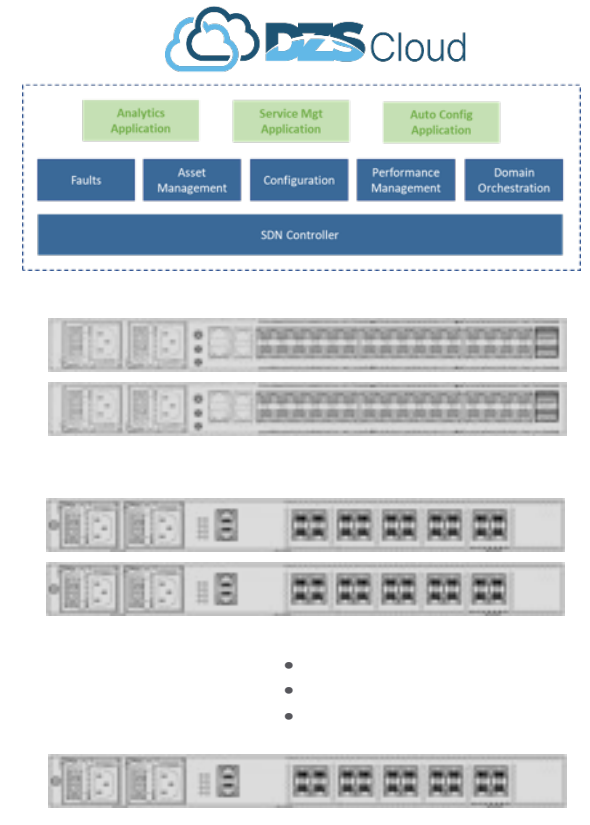 DZS Cloud
Analytics
Application
Service Mgt
Application
Auto Config
Application
Faults
Asset
Management
Configuration
Performance
Management
Domain
Orchestration
SDN Controller